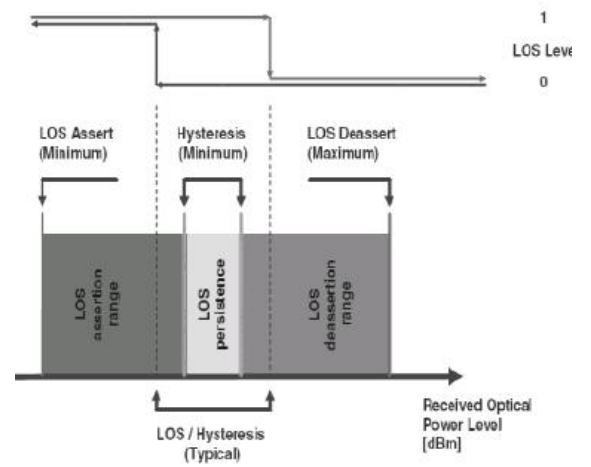 1
LOS Leve
0
LOS Assert
(Minimum)
Hysteresis
(Minimum)
LOS Deassert
(Maximum)
LOS
assertion
range
LOS
persistence
LOS
deassertion
range
Received Optical
Power Level
[dBm]
LOS / Hysteresis
(Typical)